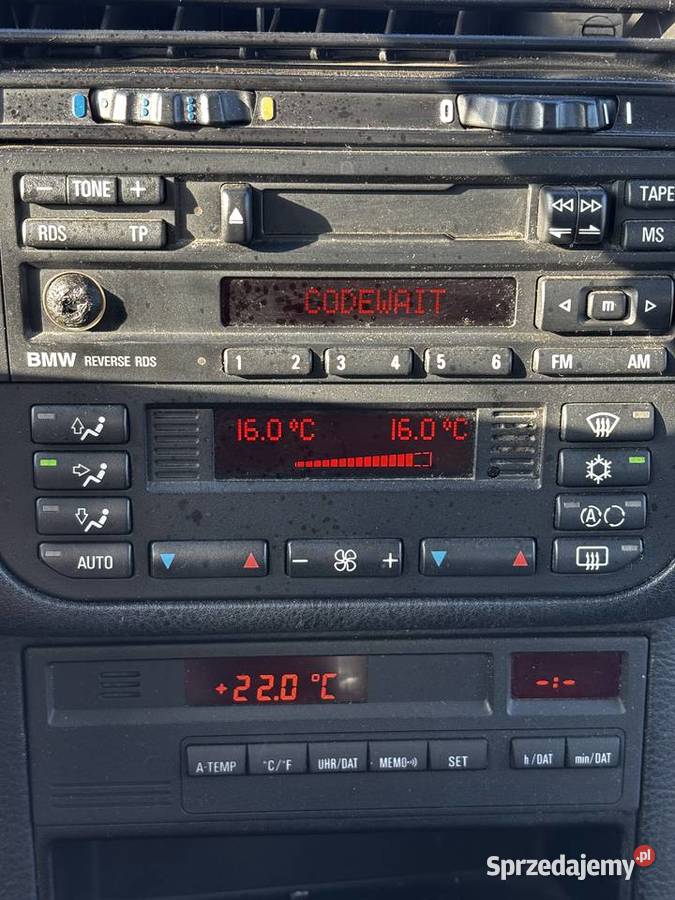 0 I
− TONE +
TAPE
RDS TP
MS
CODEWAIT
m
BMW REVERSE RDS
1 2 3 4 5 6 FM AM
16.0 °C 16.0 °C
A
AUTO − +
+22.0 °C -:-
A-TEMP °C/°F UHR/DAT MEMO SET h/DAT min/DAT
Sprzedajemy.pl